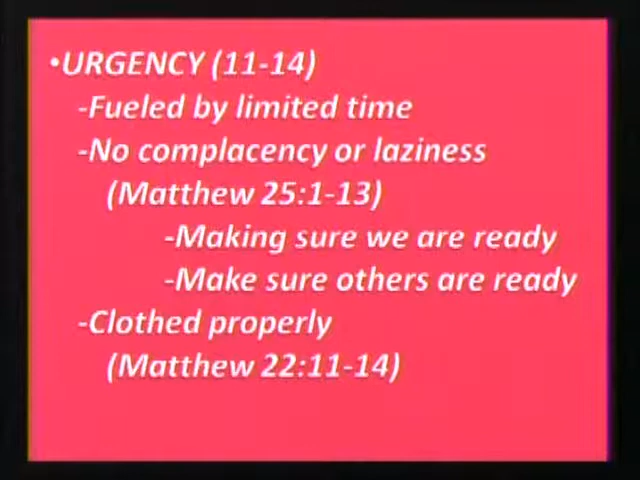 •URGENCY (11-14)
-Fueled by limited time
-No complacency or laziness
(Matthew 25:1-13)
-Making sure we are ready
-Make sure others are ready
-Clothed properly
(Matthew 22:11-14)